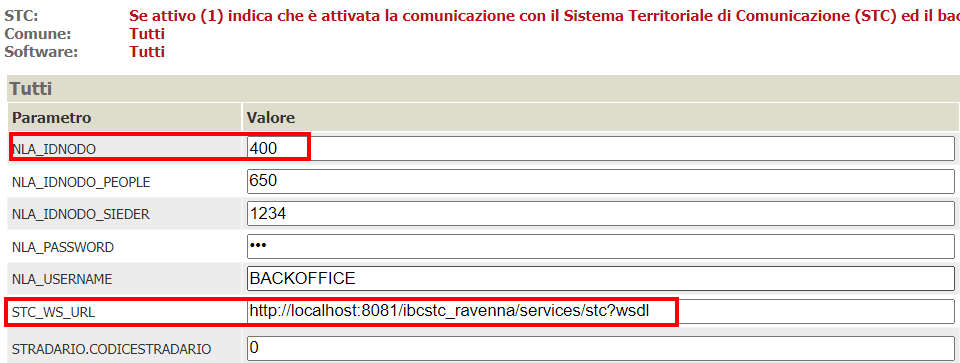 STC: Se attivo (1) indica che è attivata la comunicazione con il Sistema Territoriale di Comunicazione (STC) ed il bac
Comune: Tutti
Software: Tutti
Tutti
Parametro Valore
NLA_IDNODO 400
NLA_IDNODO_PEOPLE 650
NLA_IDNODO_SIEDER 1234
NLA_PASSWORD •••
NLA_USERNAME BACKOFFICE
STC_WS_URL http://localhost:8081/ibcstc_ravenna/services/stc?wsdl
STRADARIO.CODICESTRADARIO 0